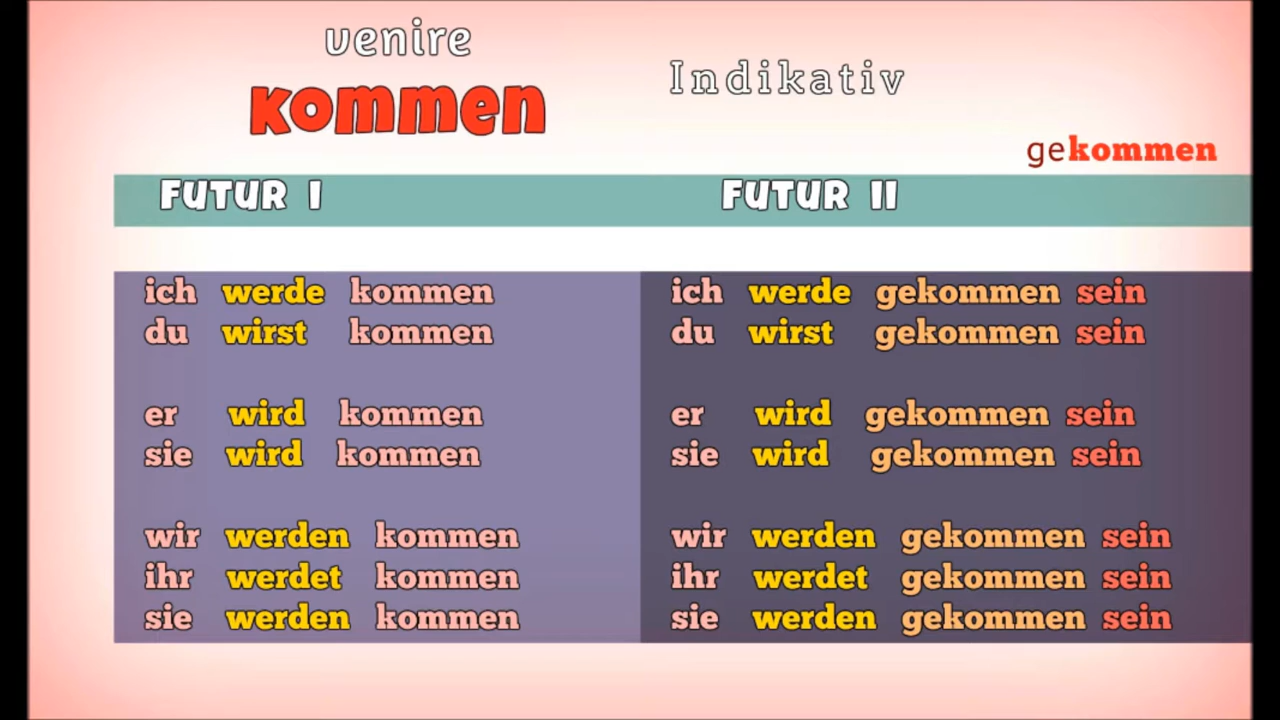 venire
kommen
Indikativ
gekommen
FUTUR I FUTUR II
ich werde kommen ich werde gekommen sein
du wirst kommen du wirst gekommen sein
er wird kommen er wird gekommen sein
sie wird kommen sie wird gekommen sein
wir werden kommen wir werden gekommen sein
ihr werdet kommen ihr werdet gekommen sein
sie werden kommen sie werden gekommen sein